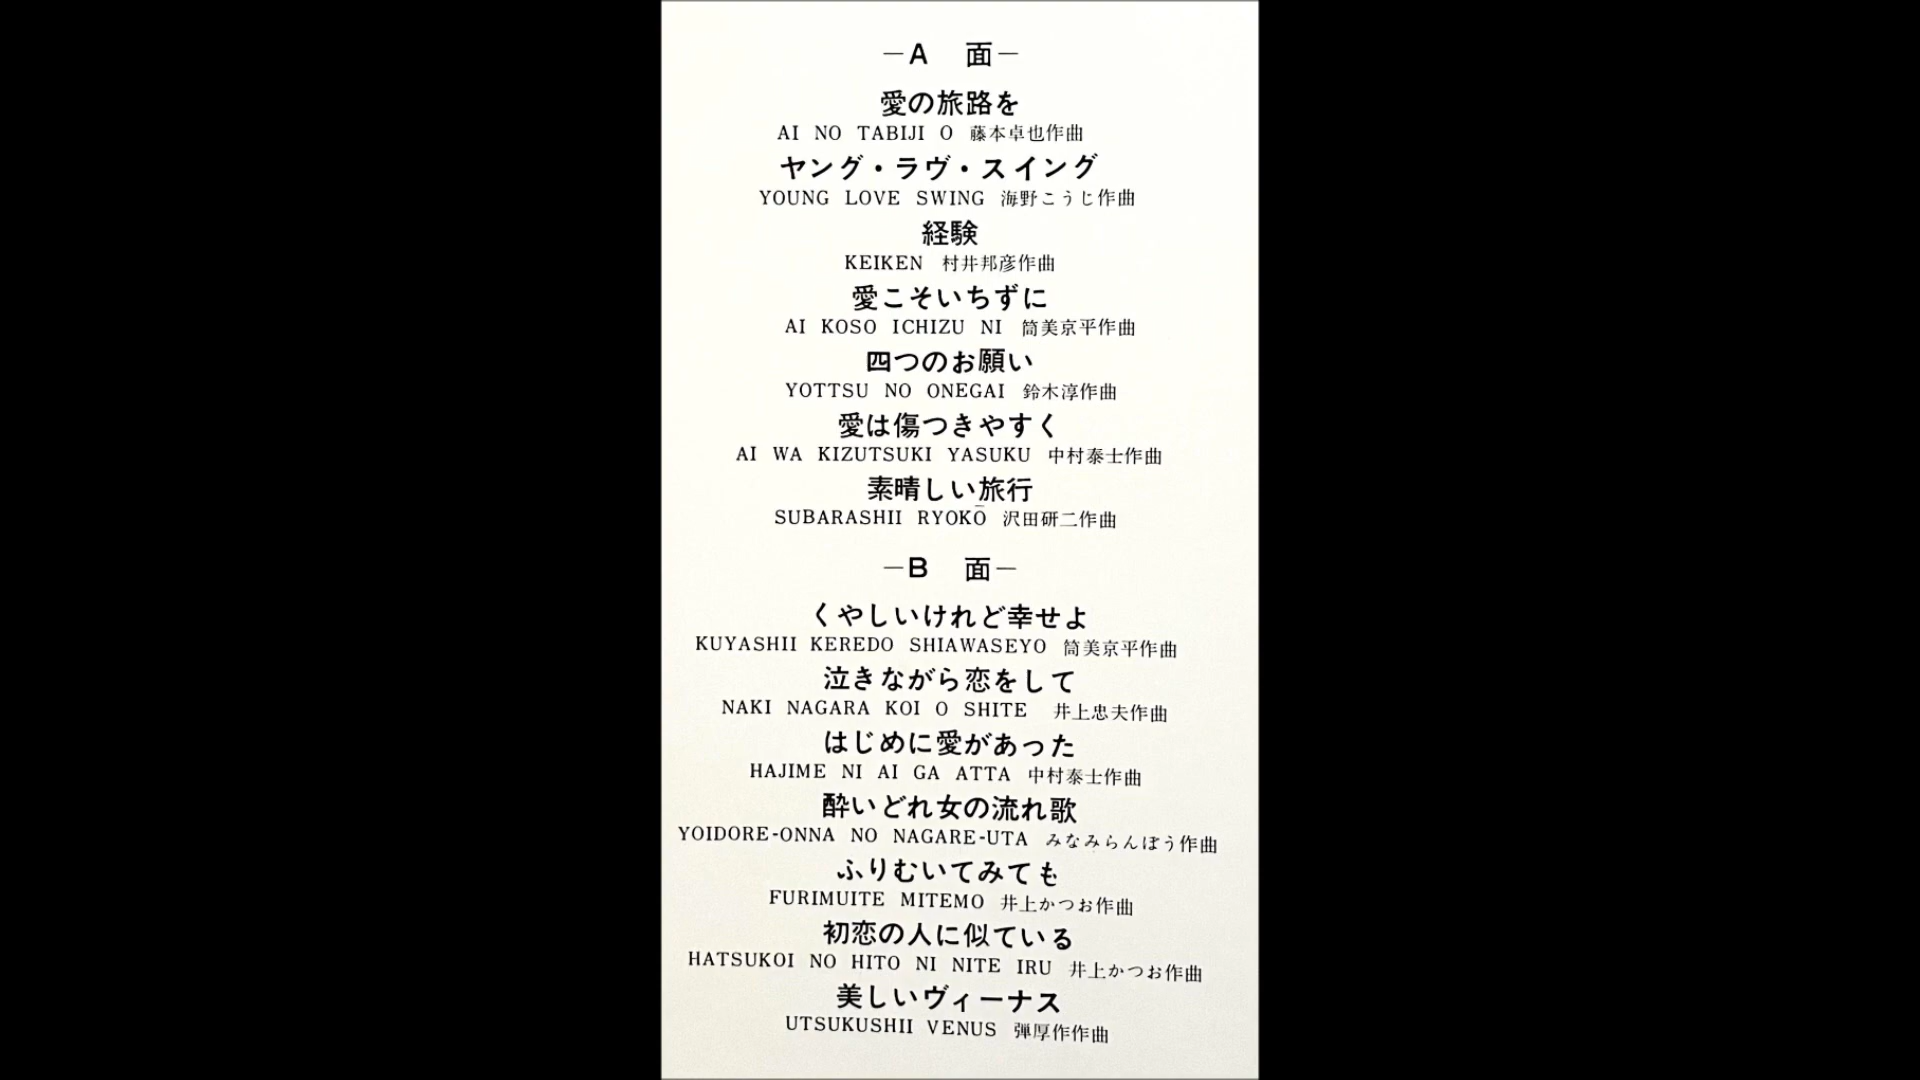 —A 面—
愛の旅路を
AI NO TABIJI O 藤本卓也作曲
ヤング・ラヴ・スイング
YOUNG LOVE SWING 海野こうじ作曲
経験
KEIKEN 村井邦彦作曲
愛こそいちずに
AI KOSO ICHIZU NI 筒美京平作曲
四つのお願い
YOTTSU NO ONEGAI 鈴木淳作曲
愛は傷つきやすく
AI WA KIZUTSUKI YASUKU 中村泰士作曲
素晴しい旅行
SUBARASHII RYOKŌ 沢田研二作曲
—B 面—
くやしいけれど幸せよ
KUYASHII KEREDO SHIAWASEYO 筒美京平作曲
泣きながら恋をして
NAKI NAGARA KOI O SHITE 井上忠夫作曲
はじめに愛があった
HAJIME NI AI GA ATTA 中村泰士作曲
酔いどれ女の流れ歌
YOIDORE-ONNA NO NAGARE-UTA みなみらんぼう作曲
ふりむいてみても
FURIMUITE MITEMO 井上かつお作曲
初恋の人に似ている
HATSUKOI NO HITO NI NITE IRU 井上かつお作曲
美しいヴィーナス
UTSUKUSHII VENUS 弾厚作作曲